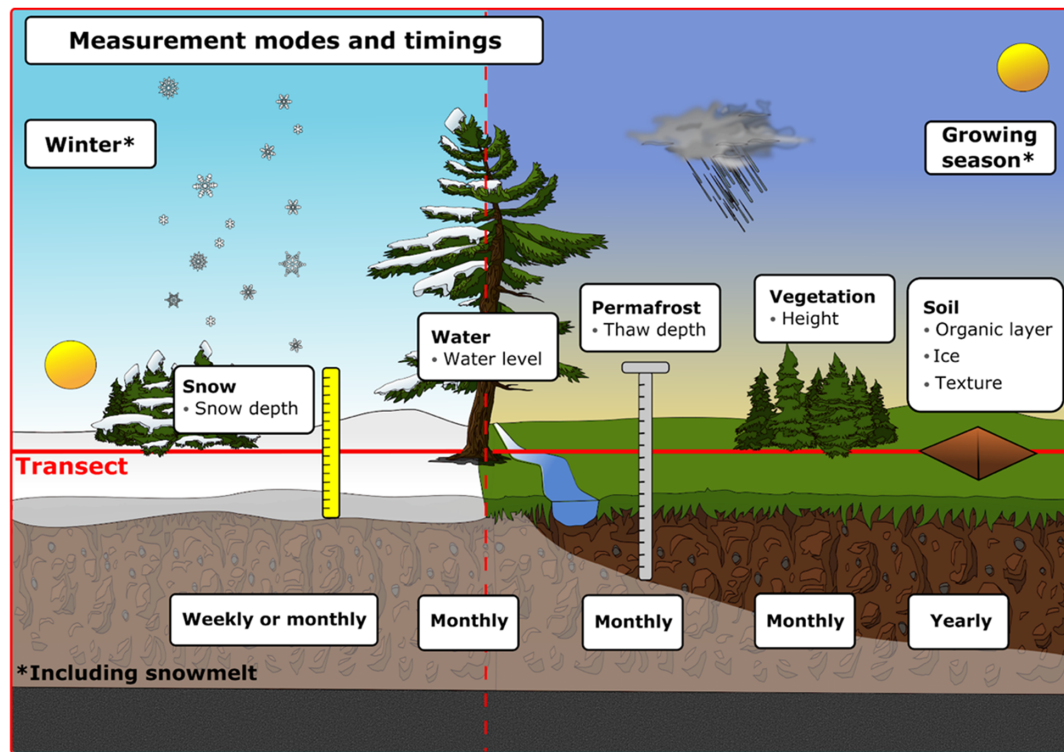 Measurement modes and timings
Winter*
Growing
season*
Snow
• Snow depth
Water
• Water level
Permafrost
• Thaw depth
Vegetation
• Height
Soil
• Organic layer
• Ice
• Texture
Transect
Weekly or monthly
Monthly
Monthly
Monthly
Yearly
*Including snowmelt